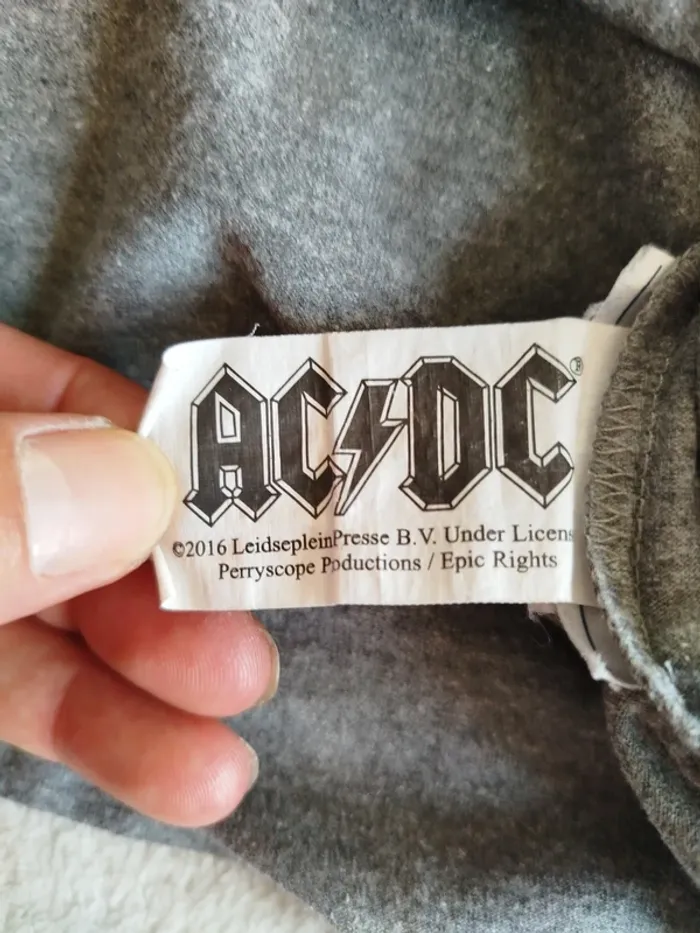 AC⚡DC®
©2016 LeidsepleinPresse B.V. Under Licens
Perryscope Poductions / Epic Rights